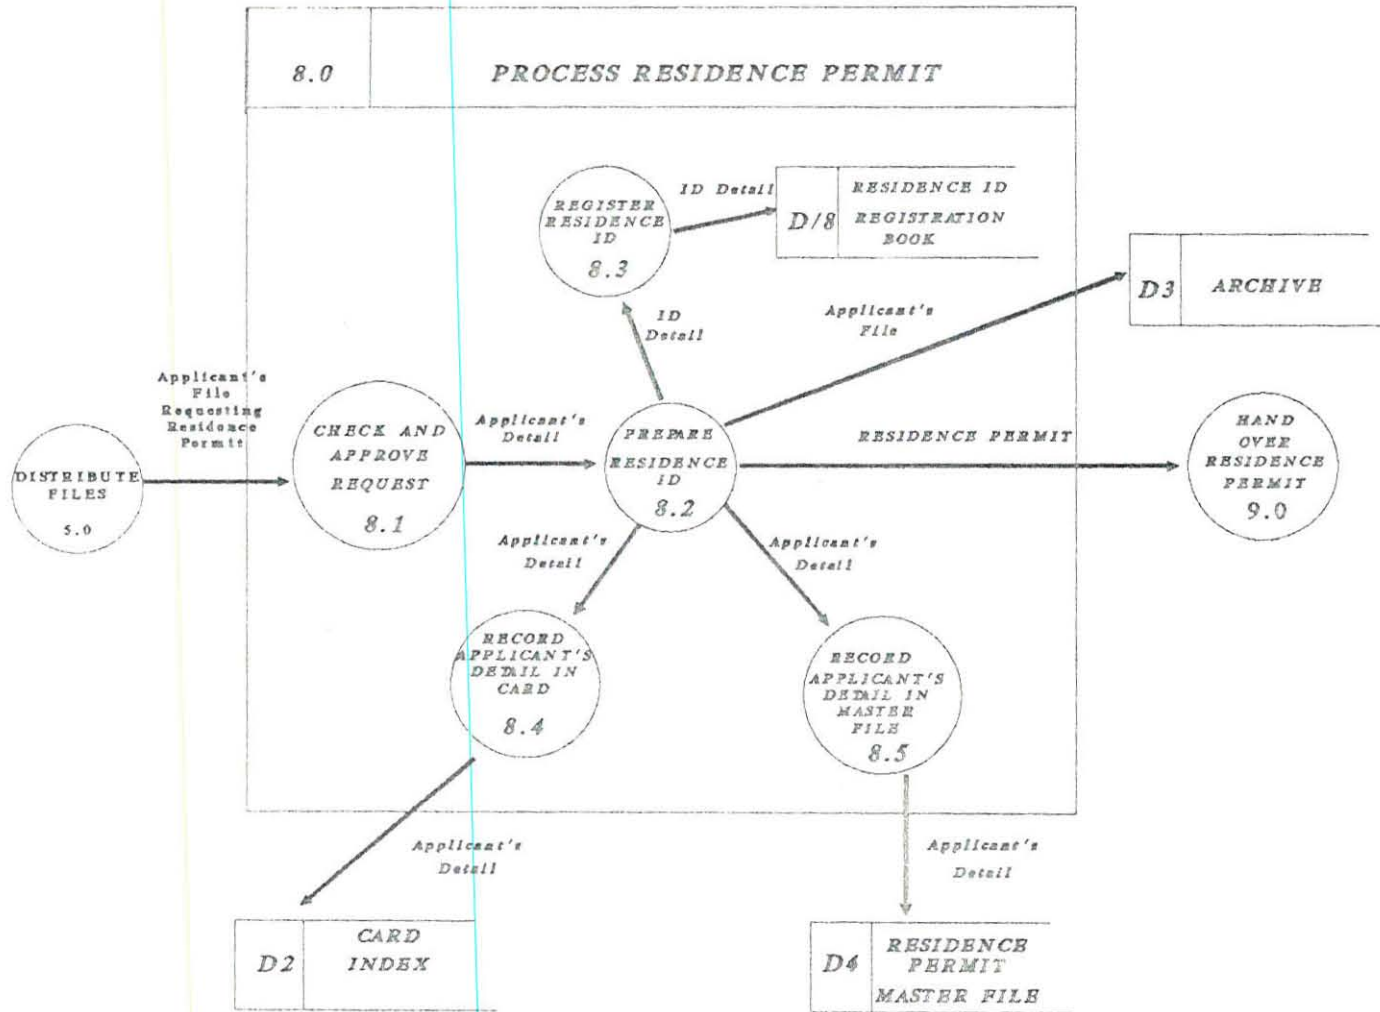 8.0
PROCESS RESIDENCE PERMIT
REGISTER
RESIDENCE
ID
8.3
ID Detail
D/8
RESIDENCE ID
REGISTRATION
BOOK
D3
ARCHIVE
ID
Detail
Applicant's
File
Applicant's
File
Requesting
Residence
Permit
DISTRIBUTE
FILES
5.0
CHECK AND
APPROVE
REQUEST
8.1
Applicant's
Detail
PREPARE
RESIDENCE
ID
8.2
RESIDENCE PERMIT
HAND
OVER
RESIDENCE
PERMIT
9.0
Applicant's
Detail
Applicant's
Detail
RECORD
APPLICANT'S
DETAIL IN
CARD
8.4
RECORD
APPLICANT'S
DETAIL IN
MASTER
FILE
8.5
Applicant's
Detail
Applicant's
Detail
D2
CARD
INDEX
D4
RESIDENCE
PERMIT
MASTER FILE